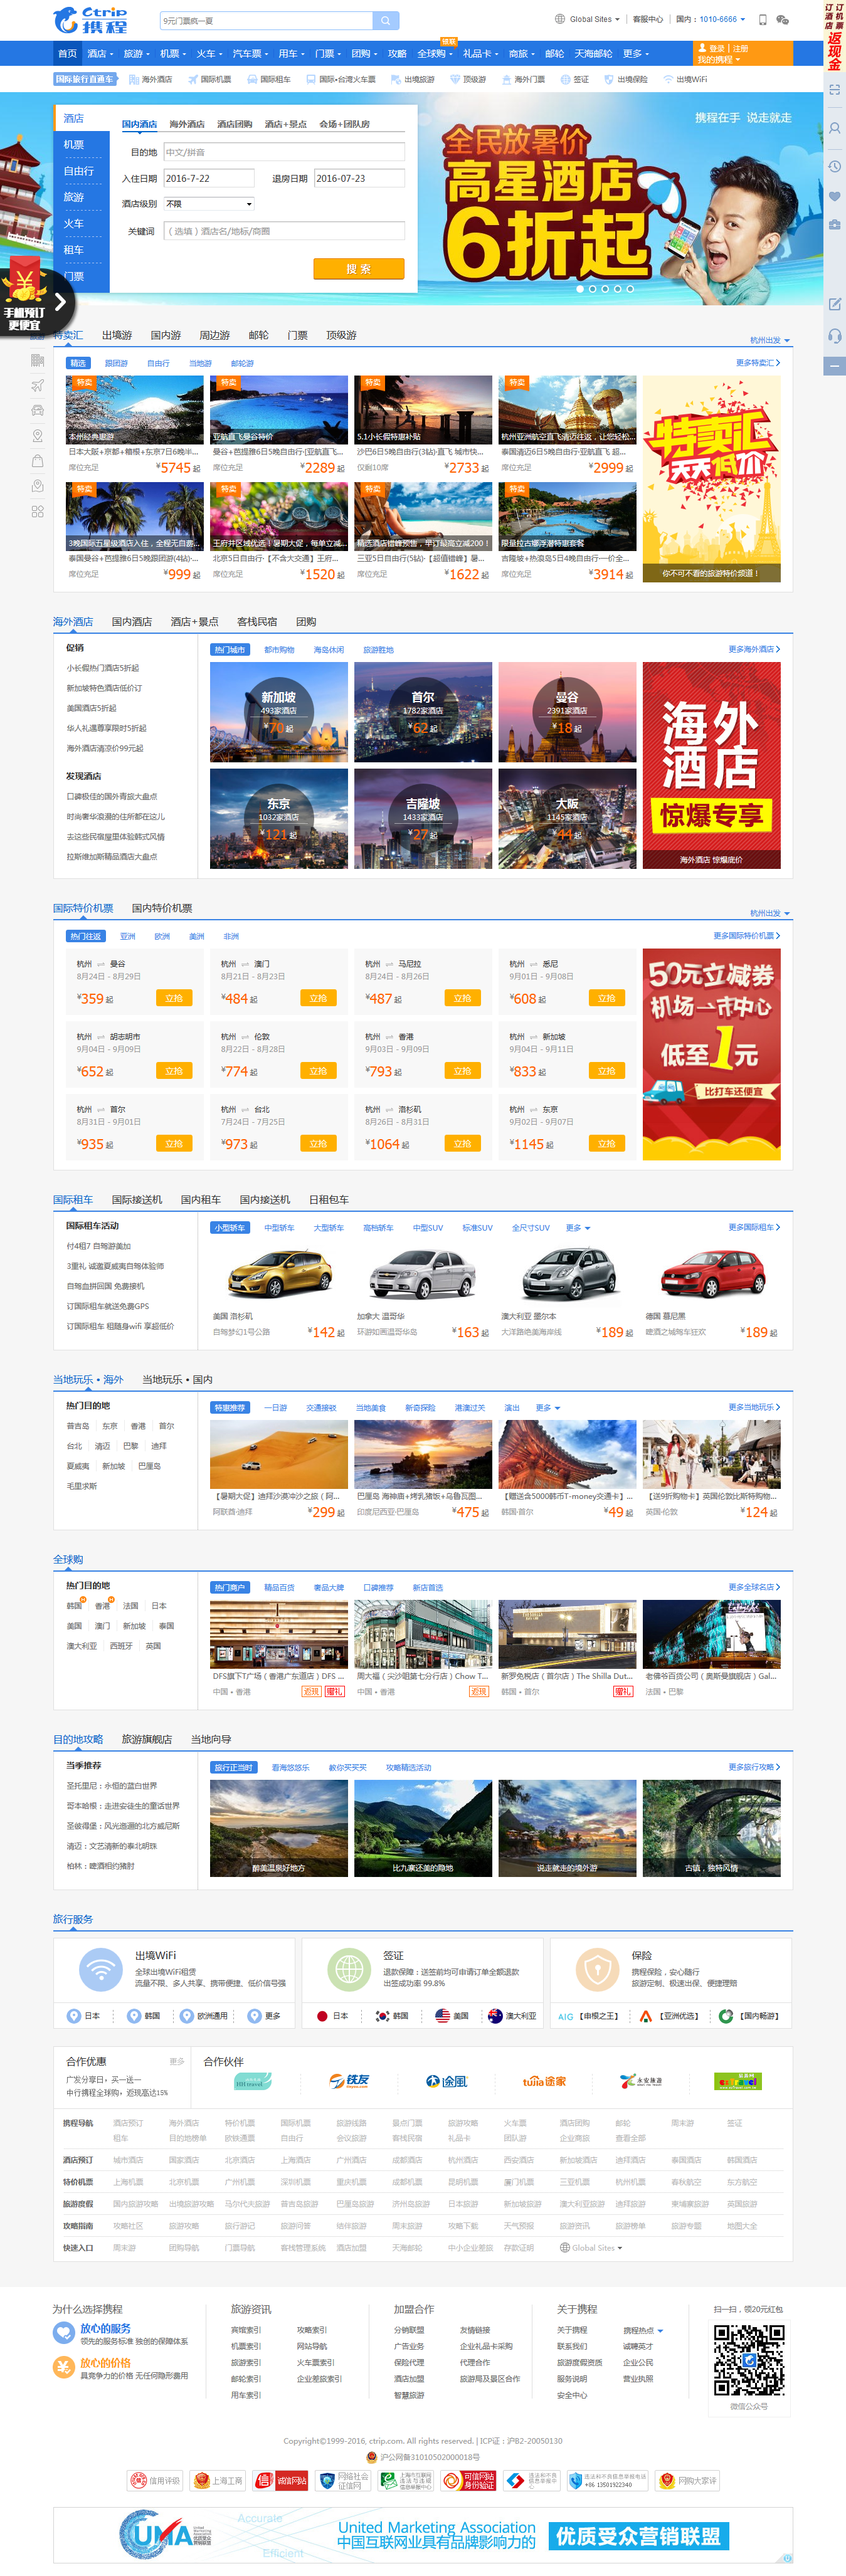 Ctrip 携程
9元门票疯一夏
Global Sites
客服中心
国内：1010-6666
订机票
订酒店
返现金
首页 酒店 旅游 机票 火车 汽车票 用车 门票 团购 攻略 全球购 礼品卡 商旅 邮轮 天海邮轮 更多
登录 | 注册
我的携程
国际旅行直通车 海外酒店 国际机票 国际租车 国际•台湾火车票 出境旅游 顶级游 海外门票 签证 出境保险 出境WiFi
酒店
机票
自由行
旅游
火车
租车
门票
国内酒店 海外酒店 酒店团购 酒店+景点 会场+团队房
目的地 中文/拼音
入住日期 2016-7-22 退房日期 2016-07-23
酒店级别 不限
关键词 （选填）酒店名/地标/商圈
搜 索
携程在手 说走就走
全民放暑价
高星酒店
6折起
手机预订
更便宜
特卖汇 出境游 国内游 周边游 邮轮 门票 顶级游
杭州出发
精选 跟团游 自由行 当地游 邮轮游
更多特卖汇
特卖 特卖 特卖 特卖
本州经典跟游
亚航直飞曼谷特价
5.1小长假特惠补贴
杭州亚洲航空直飞清迈往返，让您轻松...
日本大阪+京都+箱根+东京7日6晚半...
曼谷+芭提雅6日5晚自由行·[亚航直飞...
沙巴6日5晚自由行(3钻)·直飞 城市快...
泰国清迈6日5晚自由行·亚航直飞 超...
席位充足 ¥5745起
席位充足 ¥2289起
仅剩10席 ¥2733起
席位充足 ¥2999起
特卖 特卖 特卖 特卖
3晚国际五星级酒店入住，全程无自费...
王府井区域优选！暑期大促，每单立减...
精选酒店错峰预售，早订最高立减200！
限量拉古娜浮潜特惠套餐
泰国曼谷+芭提雅6日5晚跟团游(4钻)·...
北京5日自由行·【不含大交通】王府...
三亚5日自由行(5钻)·【超值错峰】暑...
吉隆坡+热浪岛5日4晚自由行·一价全...
席位充足 ¥999起
席位充足 ¥1520起
席位充足 ¥1622起
席位充足 ¥3914起
特卖汇
天天低价
你不可不看的旅游特价频道！
海外酒店 国内酒店 酒店+景点 客栈民宿 团购
促销
小长假热门酒店5折起
新加坡特色酒店低价订
美国酒店5折起
华人礼遇尊享限时5折起
海外酒店清凉价99元起
发现酒店
口碑极佳的国外青旅大盘点
时尚奢华浪漫的住所都在这儿
去这些民宿屋里体验韩式风情
拉斯维加斯精品酒店大盘点
热门城市 都市购物 海岛休闲 旅游胜地
更多海外酒店
新加坡 493家酒店 ¥70起
首尔 1782家酒店 ¥62起
曼谷 2391家酒店 ¥18起
东京 1032家酒店 ¥121起
吉隆坡 1433家酒店 ¥27起
大阪 1145家酒店 ¥44起
海外
酒店
惊爆专享
海外酒店 惊爆底价
国际特价机票 国内特价机票
杭州出发
热门往返 亚洲 欧洲 美洲 非洲
更多国际特价机票
杭州 曼谷 杭州 澳门 杭州 马尼拉 杭州 悉尼
8月24日 - 8月29日 8月21日 - 8月23日 8月24日 - 8月26日 9月01日 - 9月08日
¥359起 立抢 ¥484起 立抢 ¥487起 立抢 ¥608起 立抢
杭州 胡志明市 杭州 伦敦 杭州 香港 杭州 新加坡
9月04日 - 9月09日 8月22日 - 8月28日 9月03日 - 9月09日 9月04日 - 9月11日
¥652起 立抢 ¥774起 立抢 ¥793起 立抢 ¥833起 立抢
杭州 首尔 杭州 台北 杭州 洛杉矶 杭州 东京
8月31日 - 9月01日 7月24日 - 7月25日 8月26日 - 8月31日 9月02日 - 9月07日
¥935起 立抢 ¥973起 立抢 ¥1064起 立抢 ¥1145起 立抢
50元立减券
机场—市中心
低至1元
比打车还便宜
国际租车 国际接送机 国内租车 国内接送机 日租包车
国际租车活动
付4租7 自驾游美加
3重礼 诚邀夏威夷自驾体验师
自驾血拼回国 免费接机
订国际租车就送免费GPS
订国际租车 租随身wifi 享超低价
小型轿车 中型轿车 大型轿车 高档轿车 中型SUV 标准SUV 全尺寸SUV 更多
更多国际租车
美国 洛杉矶 加拿大 温哥华 澳大利亚 墨尔本 德国 慕尼黑
自驾梦幻1号公路 ¥142起
环游如画温哥华岛 ¥163起
大洋路绝美海岸线 ¥189起
啤酒之城驾车狂欢 ¥189起
当地玩乐•海外 当地玩乐•国内
热门目的地
普吉岛 东京 香港 首尔
台北 清迈 巴黎 迪拜
夏威夷 新加坡 巴厘岛
毛里求斯
特惠推荐 一日游 交通接驳 当地美食 新奇探险 港澳过关 演出 更多
更多当地玩乐
【暑期大促】迪拜沙漠冲沙之旅（阿...
巴厘岛 海神庙+烤乳猪饭+乌鲁瓦图...
【赠送含5000韩币T-money交通卡】...
【送9折购物卡】英国伦敦比斯特购物...
阿联酋·迪拜 ¥299起
印度尼西亚·巴厘岛 ¥475起
韩国·首尔 ¥49起
英国·伦敦 ¥124起
全球购
热门目的地
韩国 香港 法国 日本
美国 澳门 新加坡 泰国
澳大利亚 西班牙 英国
热门商户 精品百货 奢品大牌 口碑推荐 新店首选
更多全球名店
DFS旗下T广场（香港广东道店）DFS ...
周大福（尖沙咀第七分行店）Chow T...
新罗免税店（首尔店）The Shilla Dut...
老佛爷百货公司（奥斯曼旗舰店）Gal...
中国 • 香港 返现 赠礼
中国 • 香港 返现
韩国 • 首尔 赠礼
法国 • 巴黎
目的地攻略 旅游旗舰店 当地向导
当季推荐
圣托里尼：永恒的蓝白世界
哥本哈根：走进安徒生的童话世界
圣彼得堡：风光迤逦的北方威尼斯
清迈：文艺清新的泰北明珠
柏林：啤酒相约猪肘
旅行正当时 看海悠悠乐 教你买买买 攻略精选活动
更多旅行攻略
醉美温泉好地方
比九寨还美的隐地
说走就走的境外游
古镇，独特风情
旅行服务
出境WiFi
全球出境WiFi租赁
流量不限、多人共享、携带便捷、低价信号强
签证
退款保障：送签前均可申请订单全额退款
出签成功率 99.8%
保险
携程保险，安心随行
旅游定制、极速出保、便捷理赔
日本 韩国 欧洲通用 更多
日本 韩国 美国 澳大利亚
AIG 【申根之王】 【亚洲优选】 【国内畅游】
合作优惠 更多
广发分享日，买一送一
中行携程全球购，返现高达15%
合作伙伴
铁友 途风 tujia途家 永安旅游
携程导航 酒店预订 海外酒店 特价机票 国际机票 旅游线路 景点门票 旅游攻略 火车票 酒店团购 邮轮 周末游 签证
租车 目的地榜单 欧铁通票 自由行 会议旅游 客栈民宿 礼品卡 团队游 企业商旅 查看全部
酒店预订 城市酒店 国家酒店 北京酒店 上海酒店 广州酒店 成都酒店 杭州酒店 西安酒店 新加坡酒店 迪拜酒店 泰国酒店 韩国酒店
特价机票 上海机票 北京机票 广州机票 深圳机票 重庆机票 成都机票 昆明机票 厦门机票 三亚机票 杭州机票 春秋航空 东方航空
旅游度假 国内旅游攻略 出境旅游攻略 马尔代夫旅游 普吉岛旅游 巴厘岛旅游 济州岛旅游 日本旅游 新加坡旅游 澳大利亚旅游 迪拜旅游 柬埔寨旅游 英国旅游
攻略指南 攻略社区 旅游攻略 旅行游记 旅游问答 结伴旅游 周末旅游 攻略下载 天气预报 旅游资讯 旅游榜单 旅游专题 地图大全
快速入口 周末游 团购导航 门票导航 客栈管理系统 酒店加盟 天海邮轮 中小企业差旅 存款证明 Global Sites
为什么选择携程
放心的服务
领先的服务标准 独创的保障体系
放心的价格
具竞争力的价格 无任何隐形费用
旅游资讯
宾馆索引 攻略索引
机票索引 网站导航
旅游索引 火车票索引
邮轮索引 企业差旅索引
用车索引
加盟合作
分销联盟 友情链接
广告业务 企业礼品卡采购
保险代理 代理合作
酒店加盟 旅游局及景区合作
智慧旅游
关于携程
关于携程 携程热点
联系我们 诚聘英才
旅游度假资质 企业公民
服务说明 营业执照
安全中心
扫一扫，领20元红包
微信公众号
Copyright©1999-2016, ctrip.com. All rights reserved. | ICP证：沪B2-20050130
沪公网备31010502000018号
信用评级 上海工商 诚信网站 网络社会征信网 可信网站身份验证 +86-13501922340 网购大家评
UMA
Accurate
Efficient
United Marketing Association
中国互联网业具有品牌影响力的
优质受众营销联盟